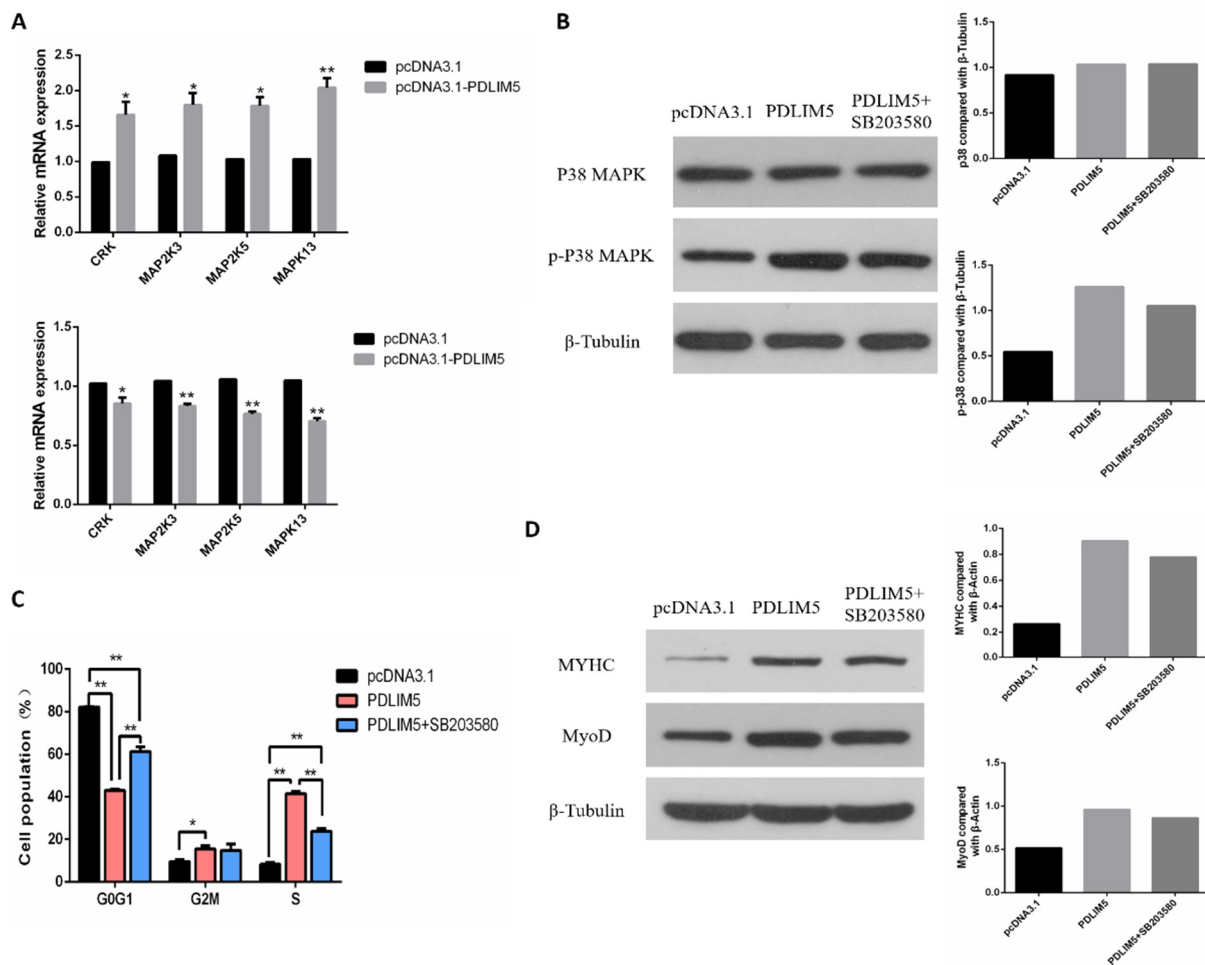 A
Relative mRNA expression
2.5
2.0
1.5
1.0
0.5
0.0
CRK
MAP2K3
MAP2K5
MAPK13
*
*
*
**
pcDNA3.1
pcDNA3.1-PDLIM5
Relative mRNA expression
1.5
1.0
0.5
0.0
CRK
MAP2K3
MAP2K5
MAPK13
*
**
**
**
pcDNA3.1
pcDNA3.1-PDLIM5
B
pcDNA3.1 PDLIM5 PDLIM5+
SB203580
P38 MAPK
p-P38 MAPK
β-Tubulin
p38 compared with β-Tubulin
1.5
1.0
0.5
0.0
pcDNA3.1
PDLIM5
PDLIM5+SB203580
p-p38 compared with β-Tubulin
1.5
1.0
0.5
0.0
pcDNA3.1
PDLIM5
PDLIM5+SB203580
C
Cell population (%)
100
80
60
40
20
0
G0G1
G2M
S
**
**
**
*
**
**
**
pcDNA3.1
PDLIM5
PDLIM5+SB203580
D
pcDNA3.1 PDLIM5 PDLIM5+
SB203580
MYHC
MyoD
β-Tubulin
MYHC compared
with β-Actin
1.0
0.8
0.6
0.4
0.2
0.0
pcDNA3.1
PDLIM5
PDLIM5+SB203580
MyoD compared
with β-Actin
1.5
1.0
0.5
0.0
pcDNA3.1
PDLIM5
PDLIM5+SB203580